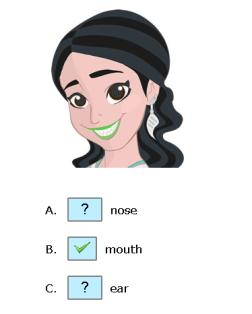 A. ? nose
B. ✓ mouth
C. ? ear